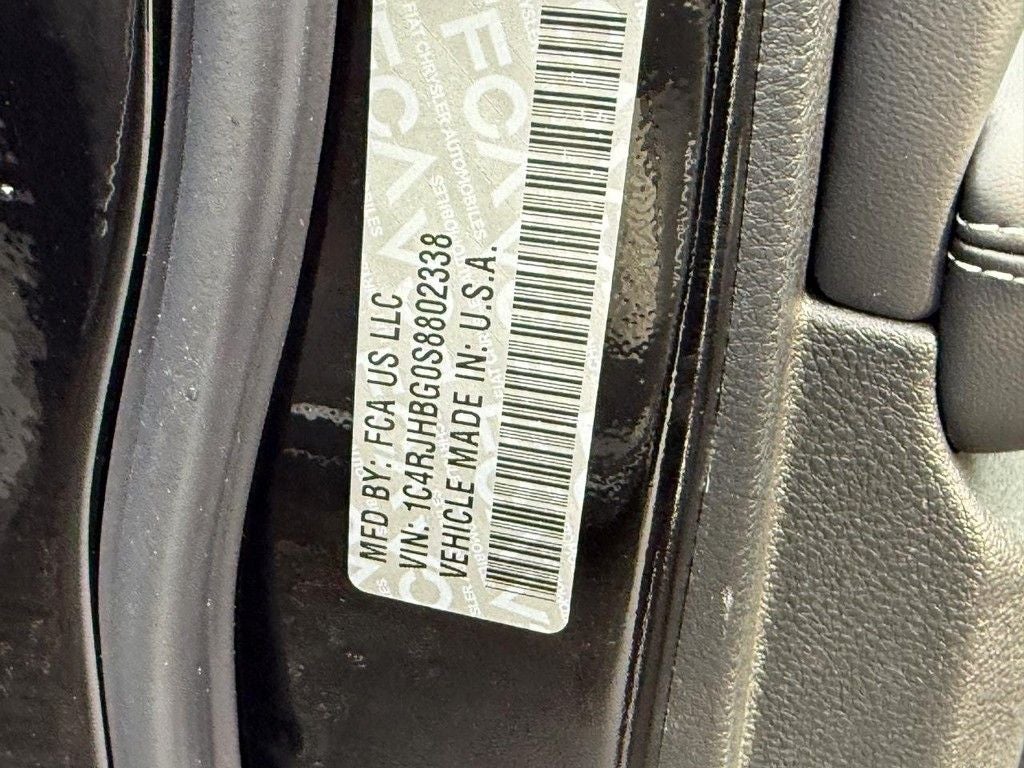 MFD BY: FCA US LLC
VIN: 1C4RJHBG0S8802338
VEHICLE MADE IN: U.S.A.